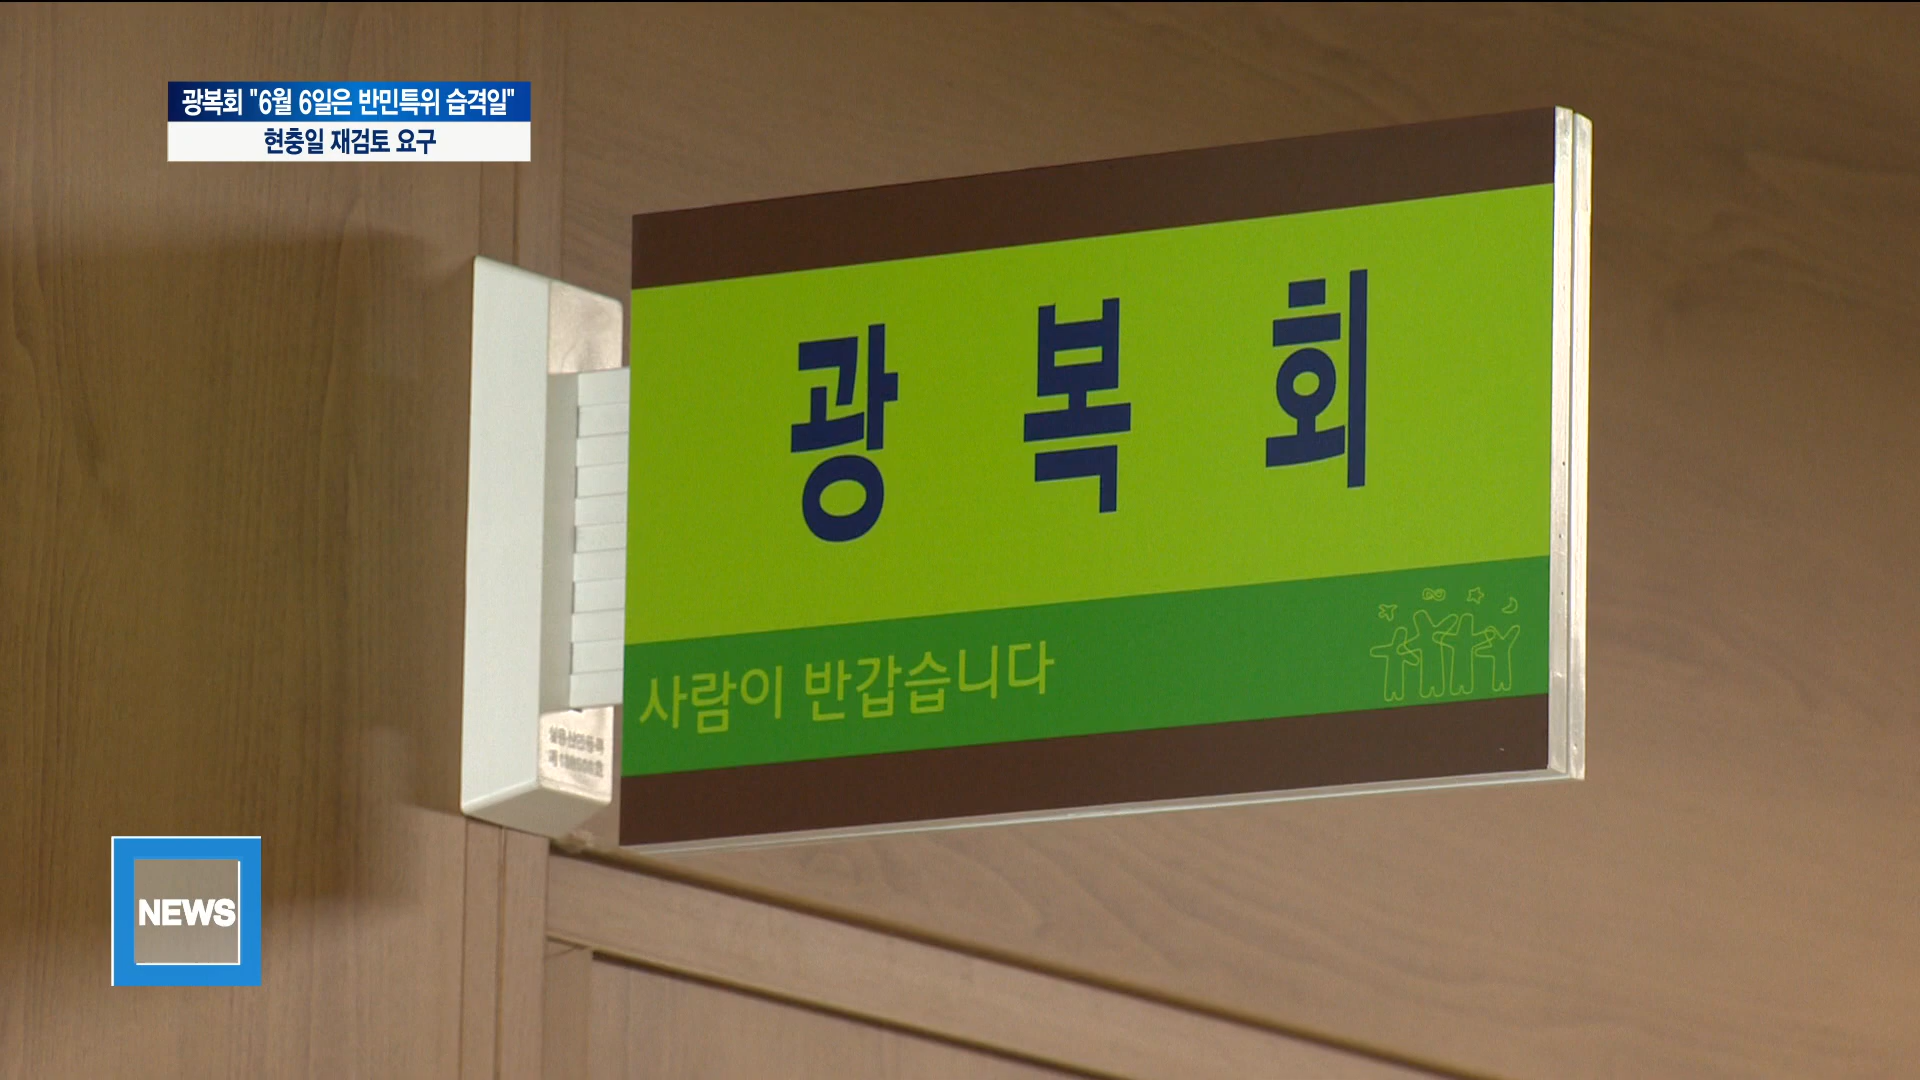 광복회 "6월 6일은 반민특위 습격일"
현충일 재검토 요구
광복회
사람이 반갑습니다
NEWS